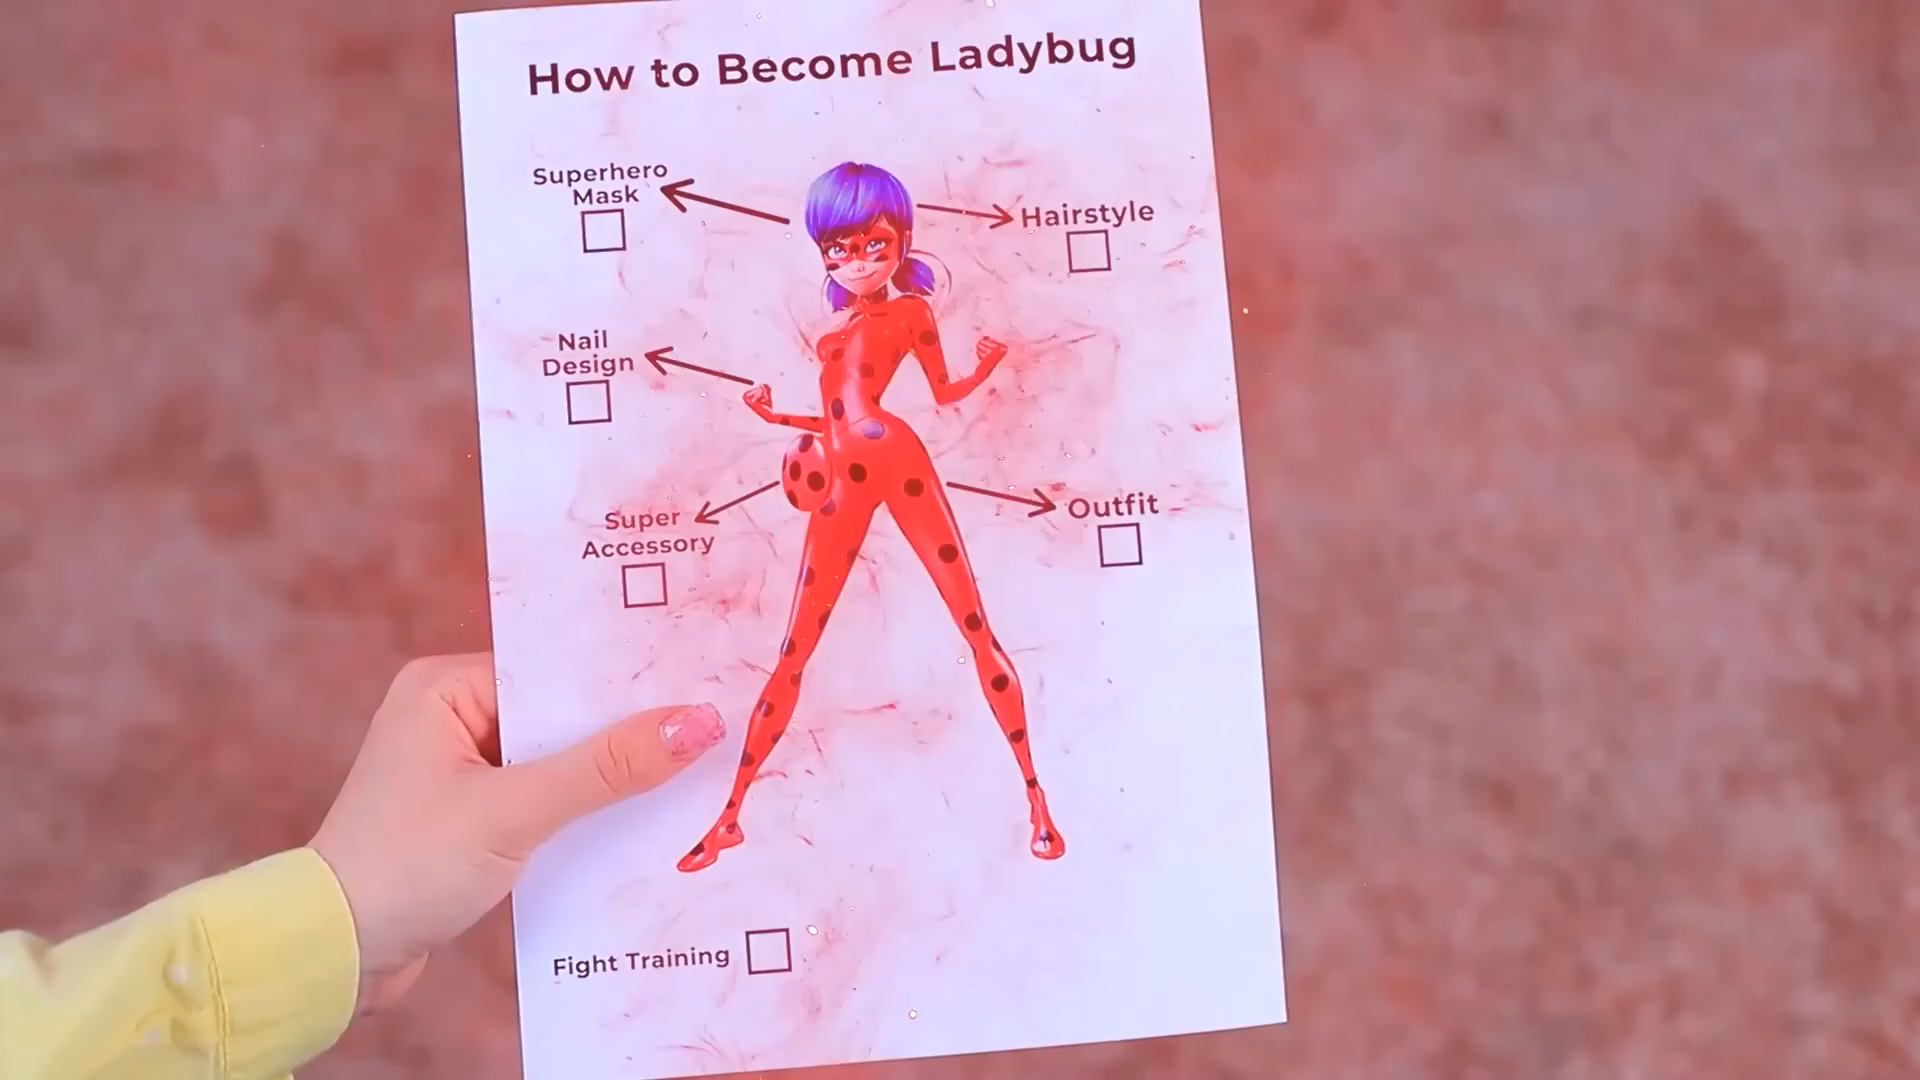 How to Become Ladybug
Superhero
Mask
Hairstyle
Nail
Design
Super
Accessory
Outfit
Fight Training